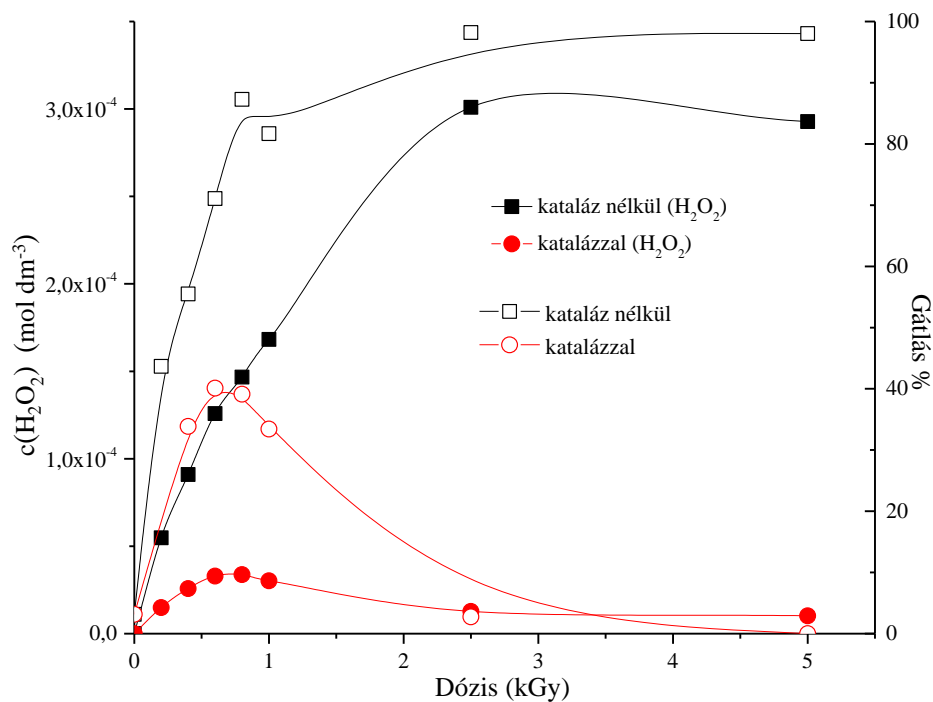 c(H₂O₂) (mol dm⁻³)
3,0x10⁻⁴
2,0x10⁻⁴
1,0x10⁻⁴
0,0
kataláz nélkül (H₂O₂)
katalázzal (H₂O₂)
kataláz nélkül
katalázzal
100
80
60
40
20
0
Gátlás %
0
1
2
3
4
5
Dózis (kGy)